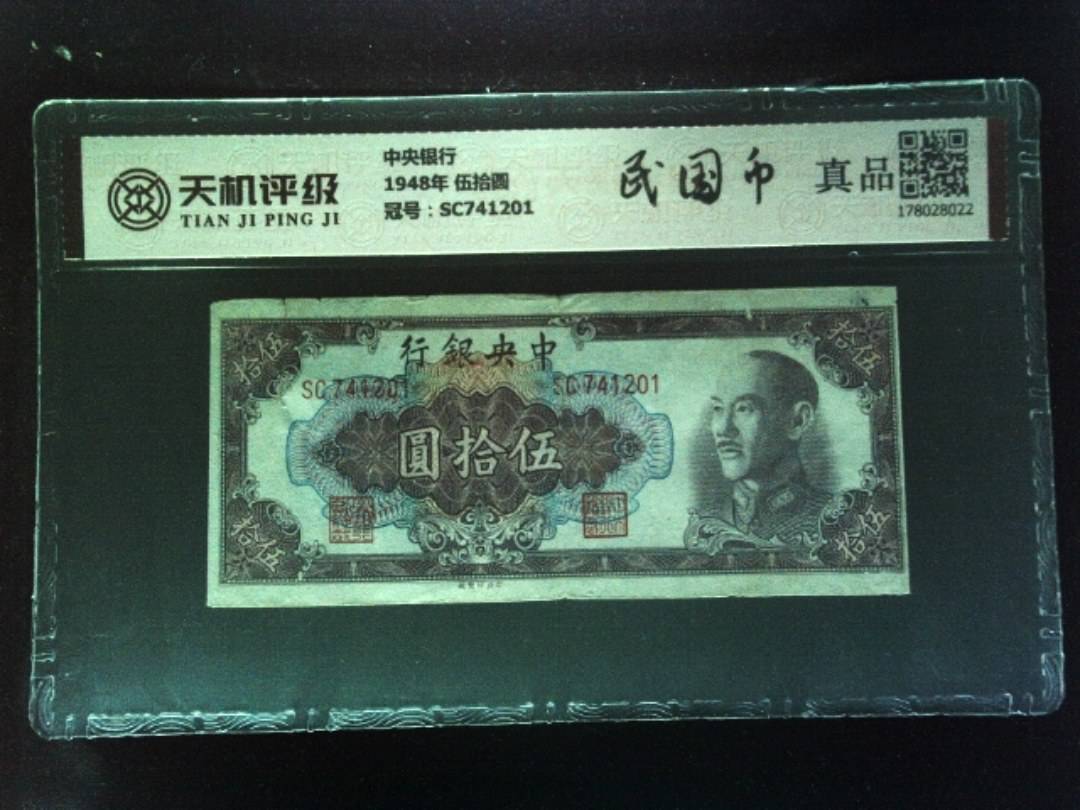 天机评级
TIAN JI PING JI
中央银行
1948年 伍拾圆
冠号：SC741201
民国币
真品
178028022
拾伍
拾伍
行銀央中
SC741201
SC741201
圓拾伍
拾伍
拾伍